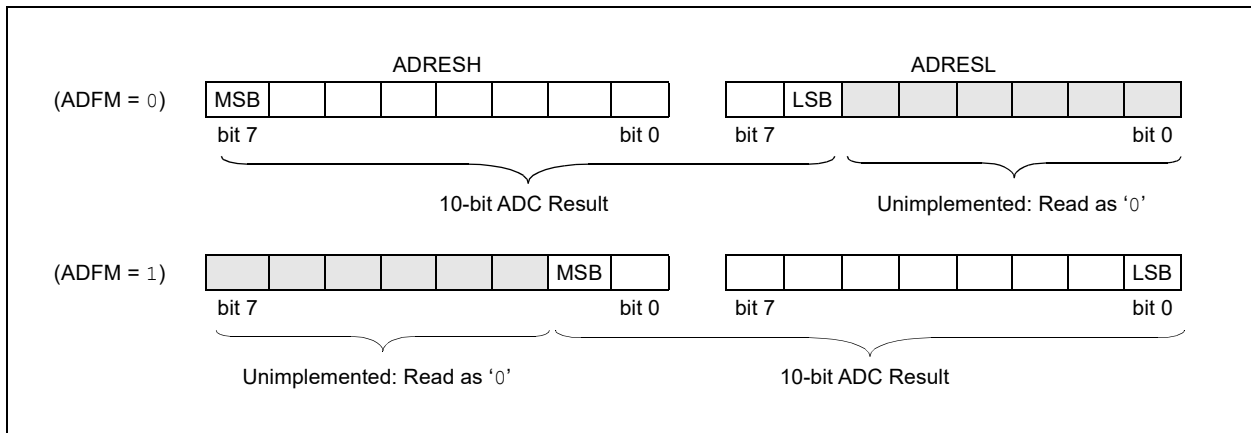 ADRESH ADRESL
(ADFM = 0) MSB LSB
bit 7 bit 0 bit 7 bit 0
10-bit ADC Result Unimplemented: Read as ‘0’
(ADFM = 1) MSB LSB
bit 7 bit 0 bit 7 bit 0
Unimplemented: Read as ‘0’ 10-bit ADC Result